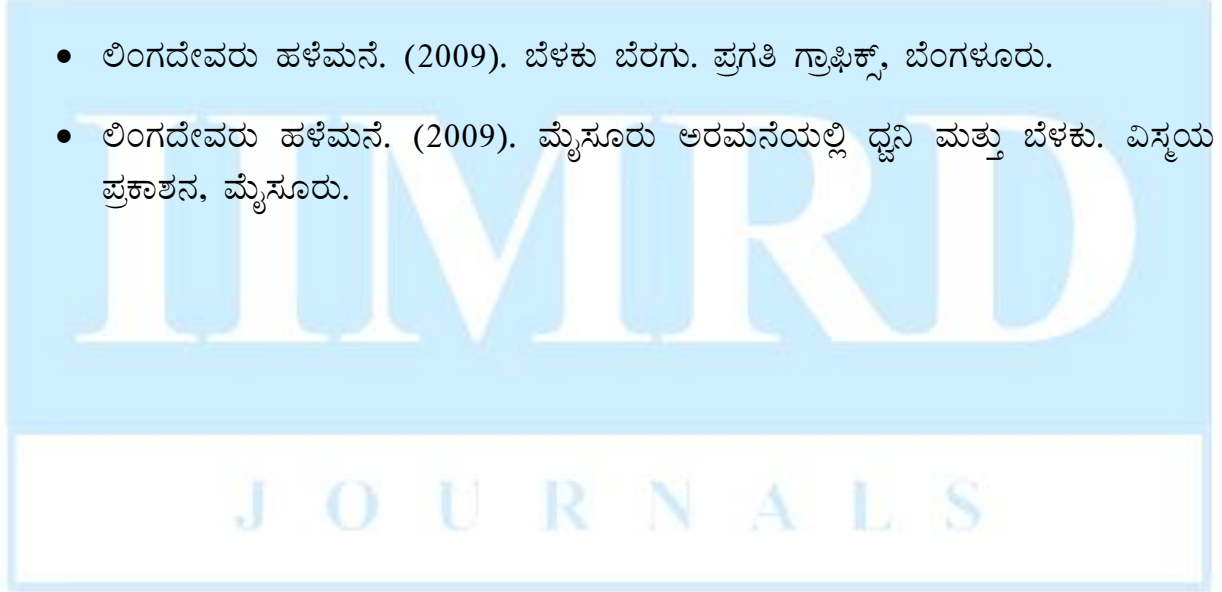 • ಲಿಂಗದೇವರು ಹಳೆಮನೆ. (2009). ಬೆಳಕು ಬೆರಗು. ಪ್ರಗತಿ ಗ್ರಾಫಿಕ್ಸ್, ಬೆಂಗಳೂರು.
• ಲಿಂಗದೇವರು ಹಳೆಮನೆ. (2009). ಮೈಸೂರು ಅರಮನೆಯಲ್ಲಿ ಧ್ವನಿ ಮತ್ತು ಬೆಳಕು. ವಿಸ್ಮಯ
ಪ್ರಕಾಶನ, ಮೈಸೂರು.
IIMRD
JOURNALS